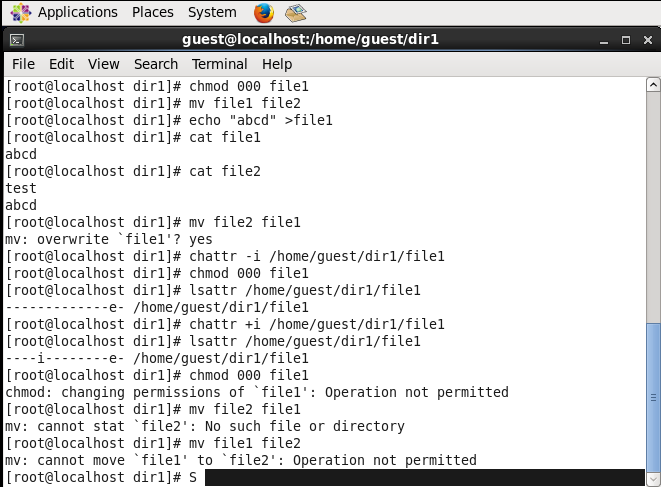 Applications Places System
guest@localhost:/home/guest/dir1
File Edit View Search Terminal Help
[root@localhost dir1]# chmod 000 file1
[root@localhost dir1]# mv file1 file2
[root@localhost dir1]# echo "abcd" >file1
[root@localhost dir1]# cat file1
abcd
[root@localhost dir1]# cat file2
test
abcd
[root@localhost dir1]# mv file2 file1
mv: overwrite `file1'? yes
[root@localhost dir1]# chattr -i /home/guest/dir1/file1
[root@localhost dir1]# chmod 000 file1
[root@localhost dir1]# lsattr /home/guest/dir1/file1
-------------e- /home/guest/dir1/file1
[root@localhost dir1]# chattr +i /home/guest/dir1/file1
[root@localhost dir1]# lsattr /home/guest/dir1/file1
----i--------e- /home/guest/dir1/file1
[root@localhost dir1]# chmod 000 file1
chmod: changing permissions of `file1': Operation not permitted
[root@localhost dir1]# mv file2 file1
mv: cannot stat `file2': No such file or directory
[root@localhost dir1]# mv file1 file2
mv: cannot move `file1' to `file2': Operation not permitted
[root@localhost dir1]# S